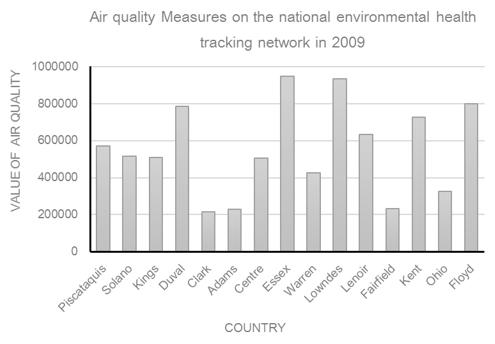 Air quality Measures on the national environmental health
tracking network in 2009
VALUE OF AIR QUALITY
1000000
800000
600000
400000
200000
0
Piscataquis
Solano
Kings
Duval
Clark
Adams
Centre
Essex
Warren
Lowndes
Lenoir
Fairfield
Kent
Ohio
Floyd
COUNTRY